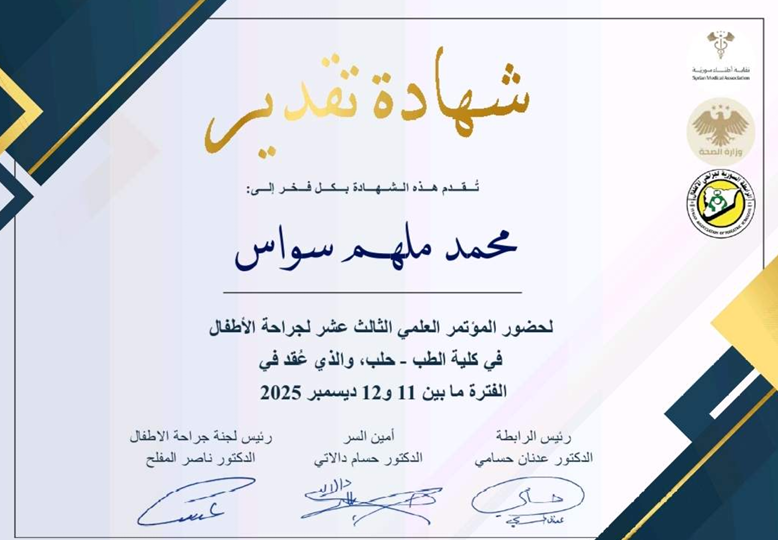 نقابة أطباء سورية
Syrian Medical Association
وزارة الصحة
شهادة تقدير
تُقدم هذه الشهادة بكل فخر إلى:
محمد ملهم سواس
لحضور المؤتمر العلمي الثالث عشر لجراحة الأطفال
في كلية الطب - حلب، والذي عُقد في
الفترة ما بين 11 و12 ديسمبر 2025
رئيس الرابطة
الدكتور عدنان حسامي
أمين السر
الدكتور حسام دالاتي
رئيس لجنة جراحة الاطفال
الدكتور ناصر المفلح